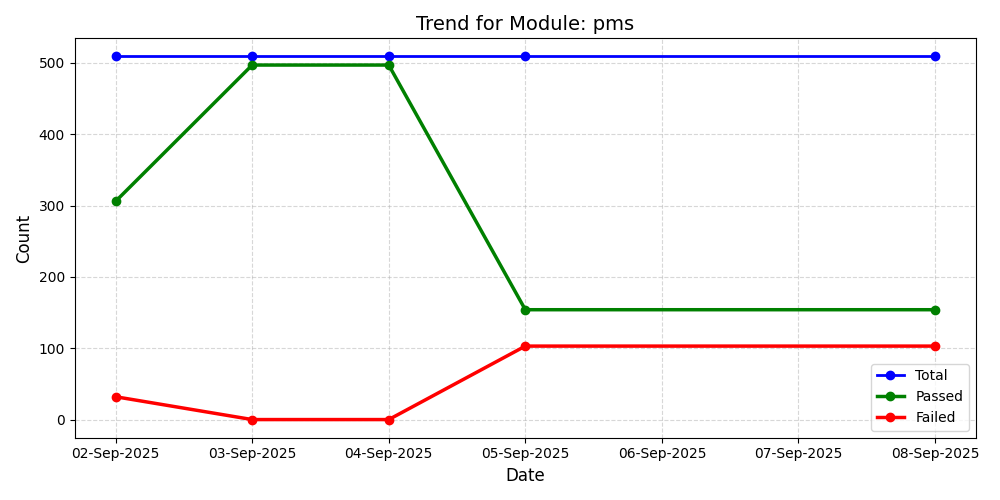 Trend for Module: pms
Count
500
400
300
200
100
0
Total
Passed
Failed
02-Sep-2025 03-Sep-2025 04-Sep-2025 05-Sep-2025 06-Sep-2025 07-Sep-2025 08-Sep-2025
Date